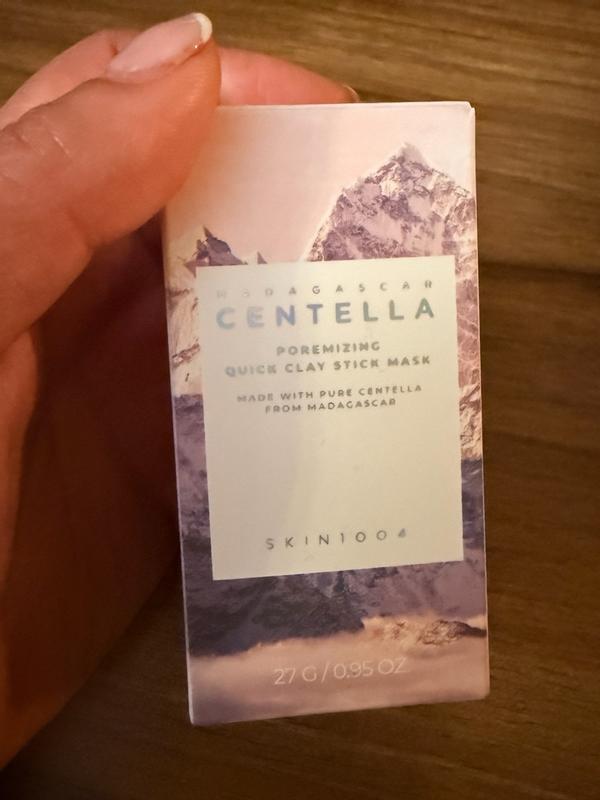 MADAGASCAR
CENTELLA
POREMIZING
QUICK CLAY STICK MASK
MADE WITH PURE CENTELLA
FROM MADAGASCAR
SKIN1004
27 G / 0.95 OZ